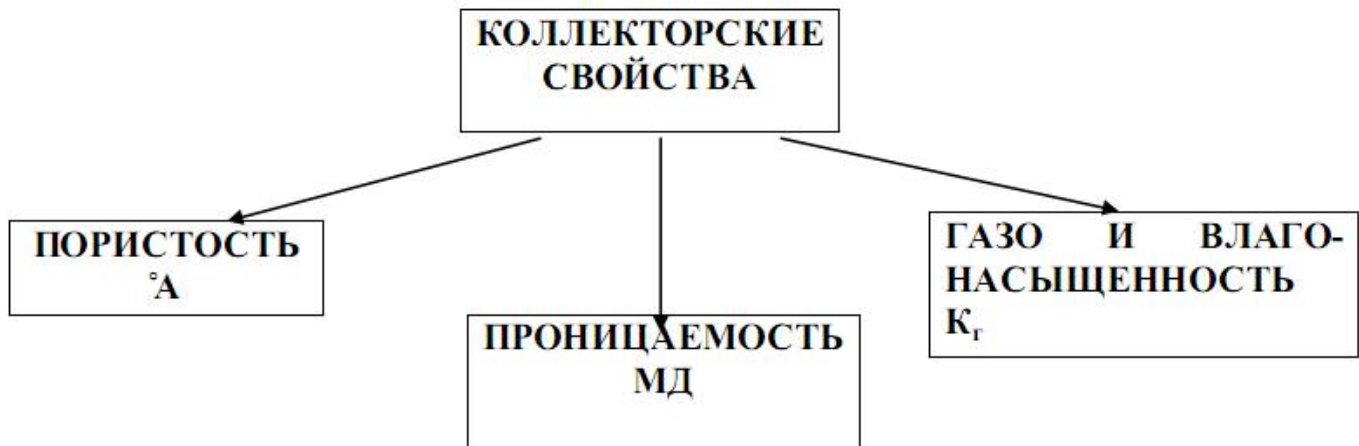 КОЛЛЕКТОРСКИЕ
СВОЙСТВА
ПОРИСТОСТЬ
°А
ПРОНИЦАЕМОСТЬ
МД
ГАЗО И ВЛАГО-
НАСЫЩЕННОСТЬ
Кг